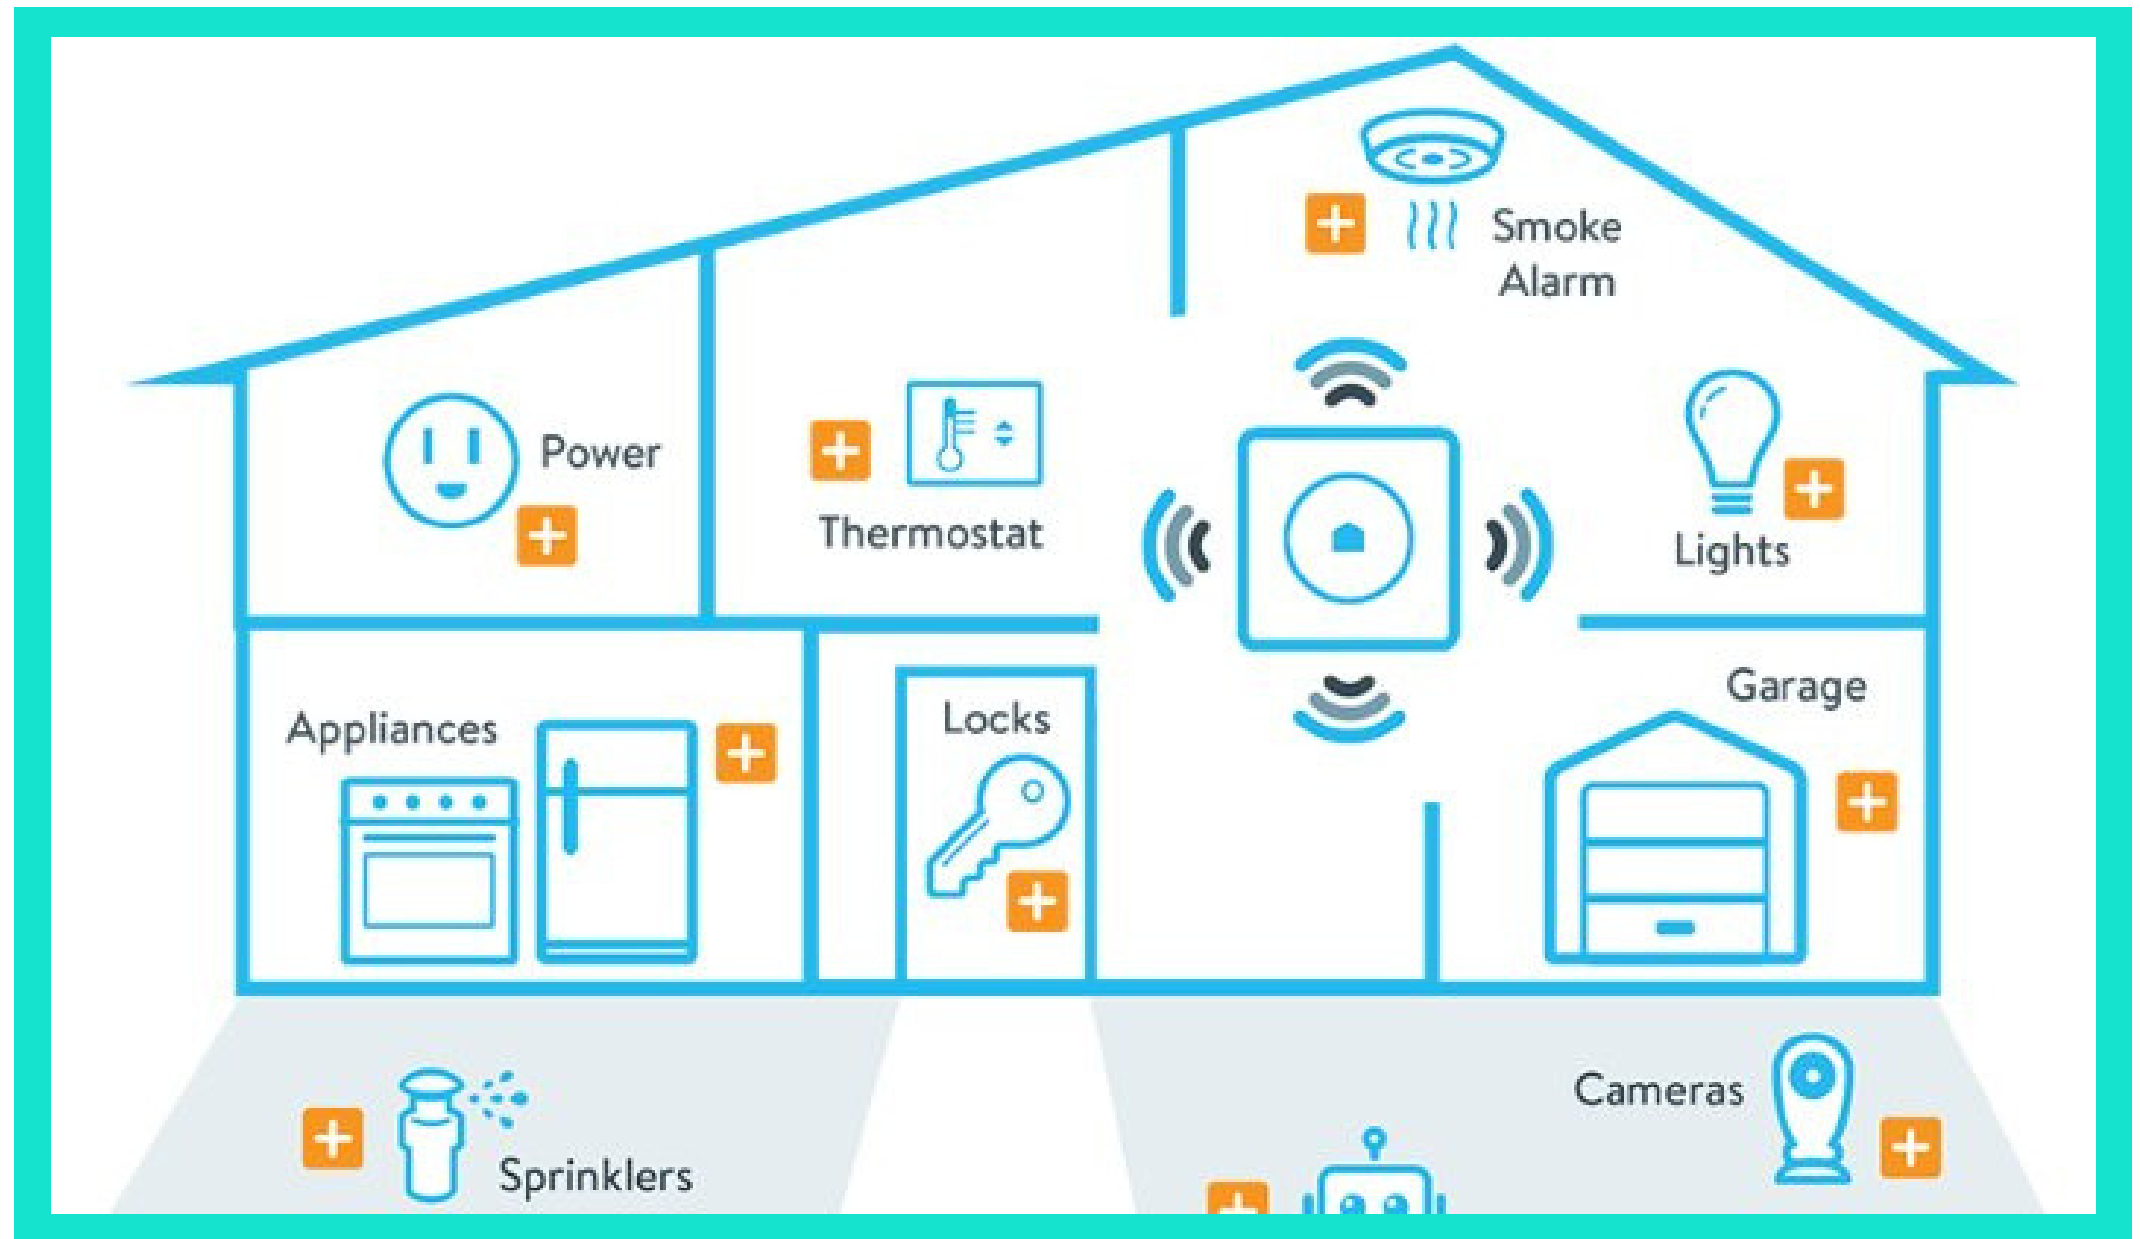 Smoke
Alarm
Power
Thermostat
Lights
Appliances
Locks
Garage
Sprinklers
Cameras